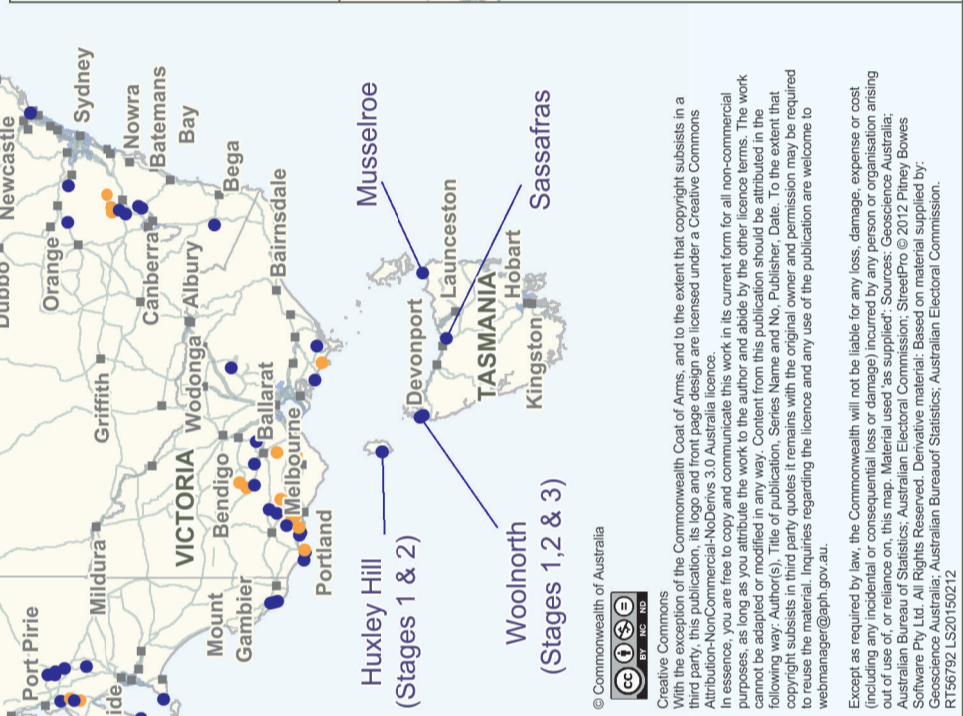 Newcastle
Dubbo
Sydney
Orange
Nowra
Batemans
Bay
Canberra
Bega
Griffith
Albury
Wodonga
Bairnsdale
Port Pirie
Mildura
VICTORIA
Bendigo
Ballarat
Melbourne
Mount
Gambier
Portland
ide
Musselroe
Huxley Hill
(Stages 1 & 2)
Devonport
Launceston
TASMANIA
Hobart
Kingston
Sassafras
Woolnorth
(Stages 1,2 & 3)
© Commonwealth of Australia
cc
BY NC ND
Creative Commons
With the exception of the Commonwealth Coat of Arms, and to the extent that copyright subsists in a
third party, this publication, its logo and front page design are licensed under a Creative Commons
Attribution-NonCommercial-NoDerivs 3.0 Australia licence.
In essence, you are free to copy and communicate this work in its current form for all non-commercial
purposes, as long as you attribute the work to the author and abide by the other licence terms. The work
cannot be adapted or modified in any way. Content from this publication should be attributed in the
following way: Author(s), Title of publication, Series Name and No, Publisher, Date. To the extent that
copyright subsists in third party quotes it remains with the original owner and permission may be required
to reuse the material. Inquiries regarding the licence and any use of the publication are welcome to
webmanager@aph.gov.au.
Except as required by law, the Commonwealth will not be liable for any loss, damage, expense or cost
(including any incidental or consequential loss or damage) incurred by any person or organisation arising
out of use of, or reliance on, this map. Material used 'as supplied': Sources: Geoscience Australia;
Australian Bureau of Statistics; Australian Electoral Commission; StreetPro © 2012 Pitney Bowes
Software Pty Ltd. All Rights Reserved. Derivative material: Based on material supplied by:
Geoscience Australia; Australian Bureauof Statistics; Australian Electoral Commission.
RT56792 LS20150212